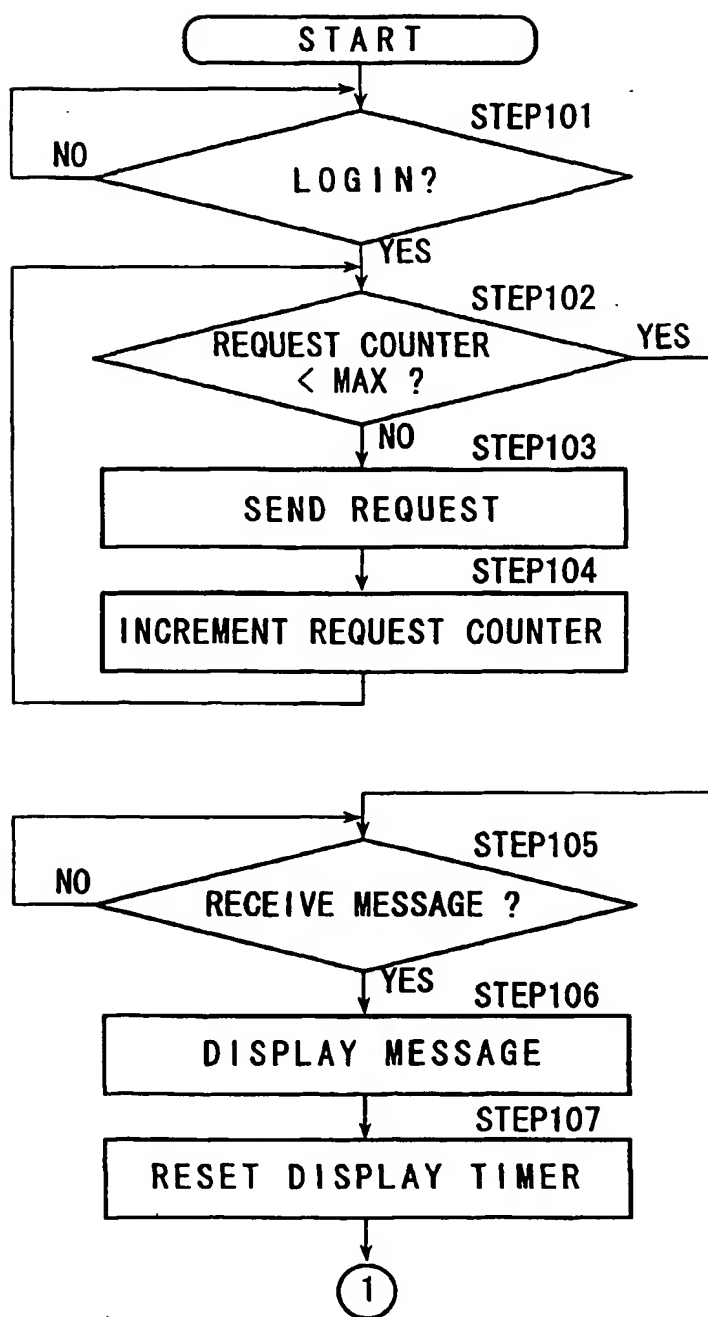 START
STEP101
NO
LOGIN?
YES
STEP102
REQUEST COUNTER
< MAX ?
YES
NO
STEP103
SEND REQUEST
STEP104
INCREMENT REQUEST COUNTER
STEP105
NO
RECEIVE MESSAGE ?
YES
STEP106
DISPLAY MESSAGE
STEP107
RESET DISPLAY TIMER
1